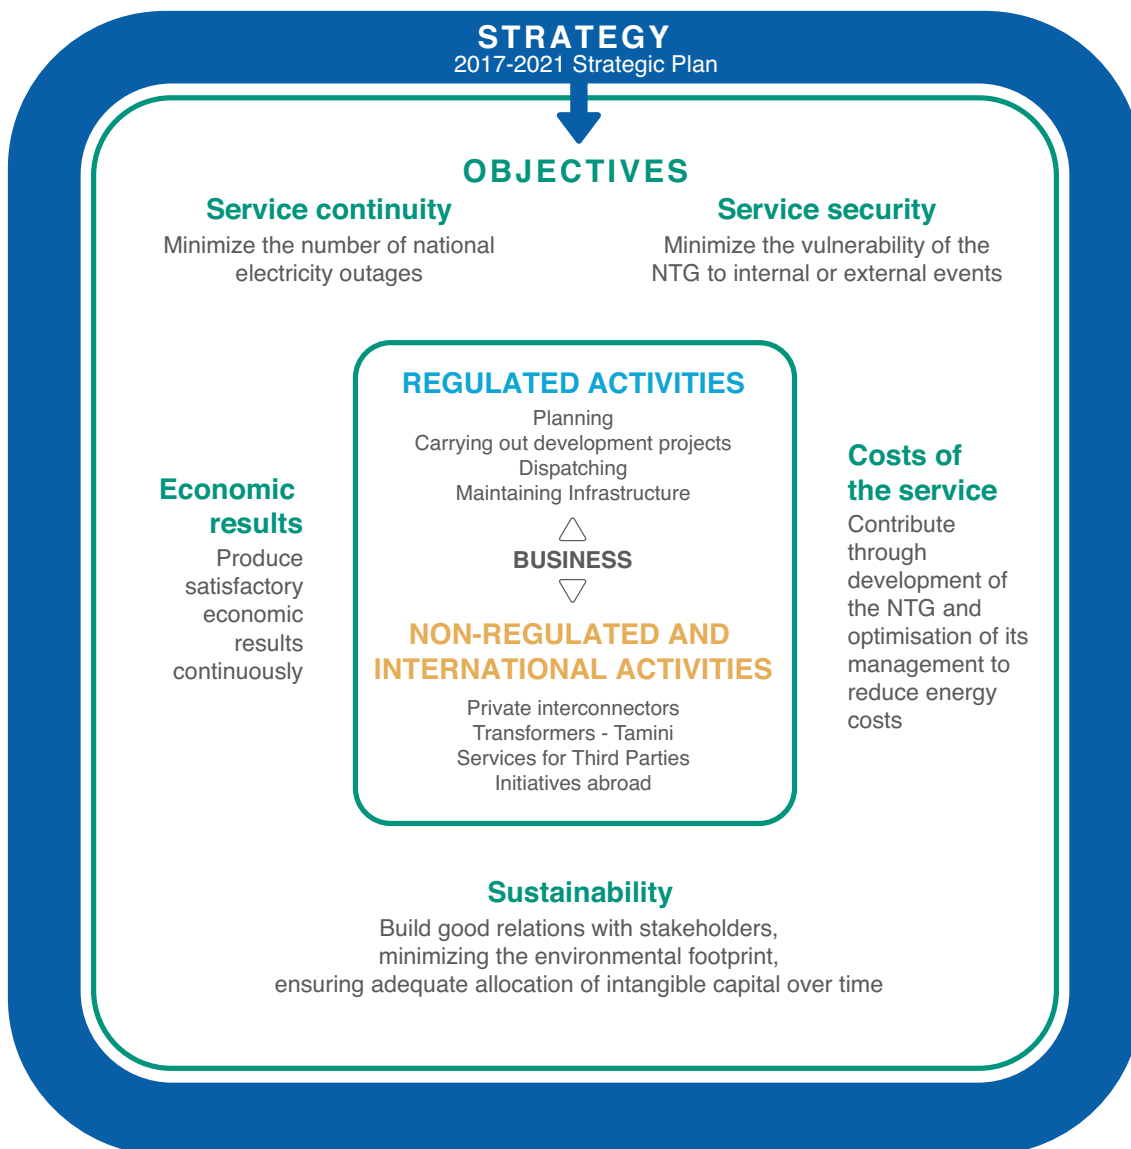 STRATEGY
2017-2021 Strategic Plan
OBJECTIVES
Service continuity
Minimize the number of national
electricity outages
Service security
Minimize the vulnerability of the
NTG to internal or external events
REGULATED ACTIVITIES
Planning
Carrying out development projects
Dispatching
Maintaining Infrastructure
BUSINESS
NON-REGULATED AND
INTERNATIONAL ACTIVITIES
Private interconnectors
Transformers - Tamini
Services for Third Parties
Initiatives abroad
Economic
results
Produce
satisfactory
economic
results
continuously
Costs of
the service
Contribute
through
development of
the NTG and
optimisation of its
management to
reduce energy
costs
Sustainability
Build good relations with stakeholders,
minimizing the environmental footprint,
ensuring adequate allocation of intangible capital over time